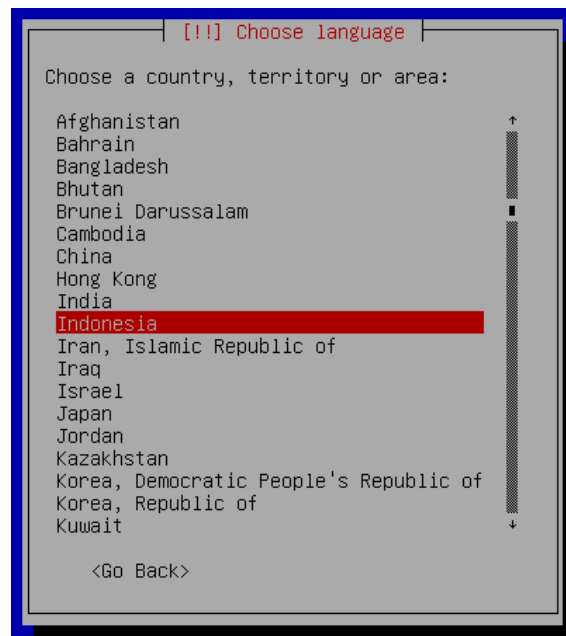 [!!] Choose language
Choose a country, territory or area:
Afghanistan
Bahrain
Bangladesh
Bhutan
Brunei Darussalam
Cambodia
China
Hong Kong
India
Indonesia
Iran, Islamic Republic of
Iraq
Israel
Japan
Jordan
Kazakhstan
Korea, Democratic People's Republic of
Korea, Republic of
Kuwait
<Go Back>